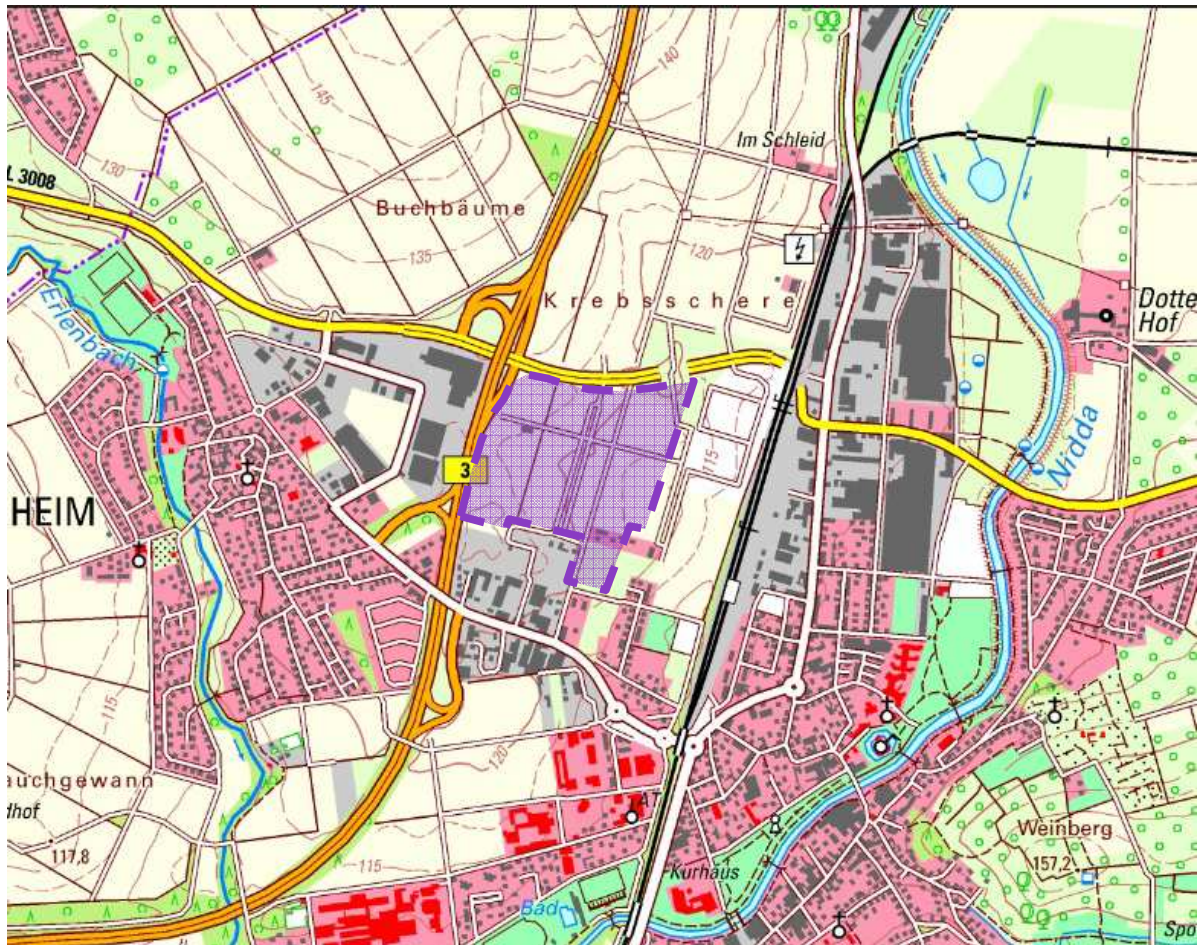 145
140
Im Schleid
130
L 3008
Buchbäume
120
135
Krebsschere
Erlenbach
Dotte
Hof
115
3
Nidda
HEIM
115
120
auchgewann
dhof
Weinberg
117,8
115
157,2
Kurhaus
Bad
Spo